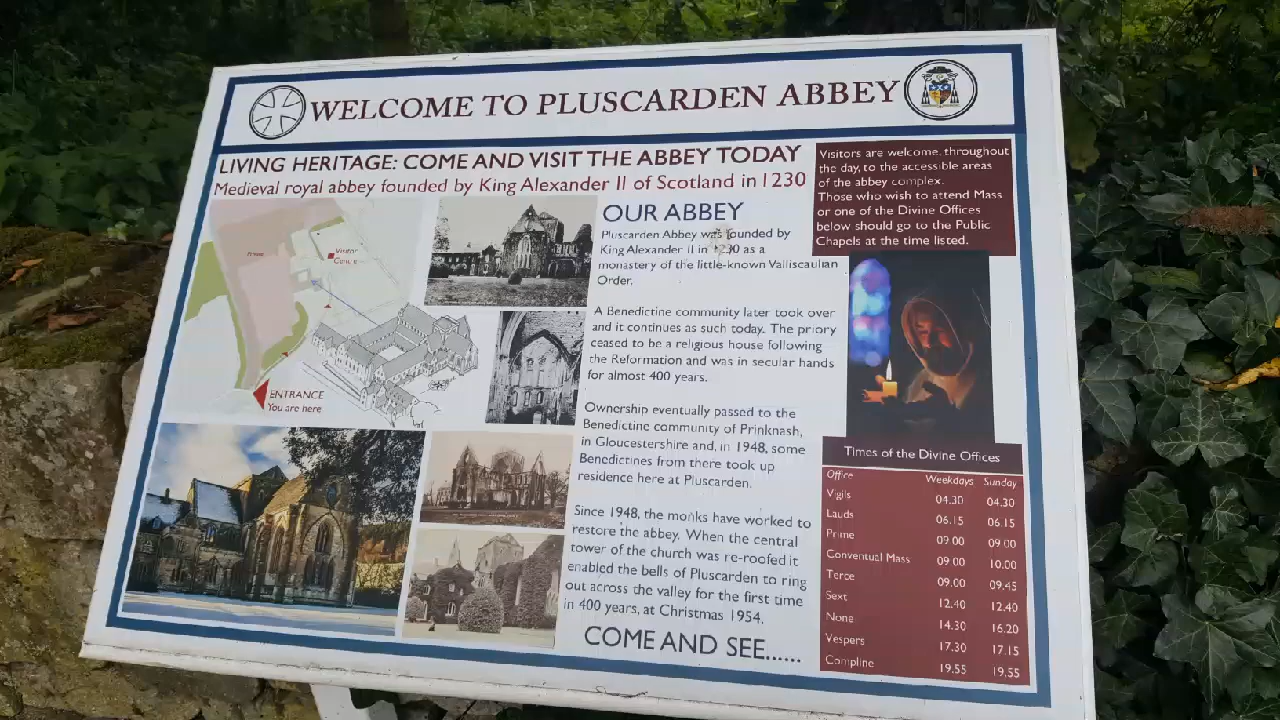 WELCOME TO PLUSCARDEN ABBEY
LIVING HERITAGE: COME AND VISIT THE ABBEY TODAY
Medieval royal abbey founded by King Alexander II of Scotland in 1230
Visitor
Centre
ENTRANCE
You are here
OUR ABBEY
Pluscarden Abbey was founded by
King Alexander II in 1230 as a
monastery of the little-known Valliscaulian
Order.
A Benedictine community later took over
and it continues as such today. The priory
ceased to be a religious house following
the Reformation and was in secular hands
for almost 400 years.
Ownership eventually passed to the
Benedictine community of Prinknash,
in Gloucestershire and, in 1948, some
Benedictines from there took up
residence here at Pluscarden.
Since 1948, the monks have worked to
restore the abbey. When the central
tower of the church was re-roofed it
enabled the bells of Pluscarden to ring
out across the valley for the first time
in 400 years, at Christmas 1954.
COME AND SEE......
Visitors are welcome, throughout
the day, to the accessible areas
of the abbey complex.
Those who wish to attend Mass
or one of the Divine Offices
below should go to the Public
Chapels at the time listed.
Times of the Divine Offices
Office Weekdays Sunday
Vigils 04.30 04.30
Lauds 06.15 06.15
Prime 09.00 09.00
Conventual Mass 09.00 10.00
Terce 09.00 09.45
Sext 12.40 12.40
None 14.30 16.20
Vespers 17.30 17.15
Compline 19.55 19.55